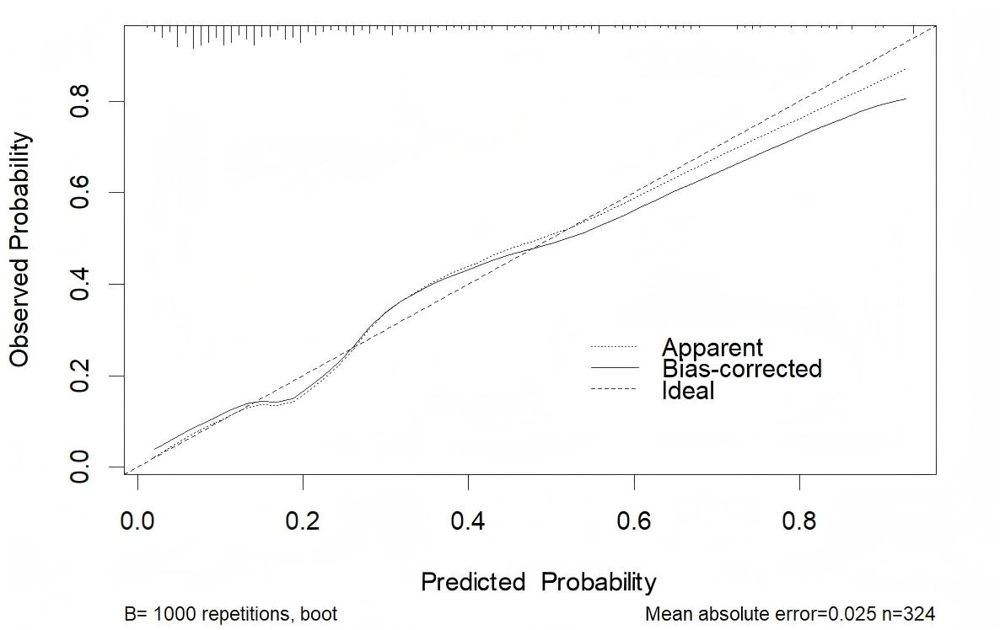 Observed Probability
0.8
0.6
0.4
0.2
0.0
Apparent
Bias-corrected
Ideal
0.0 0.2 0.4 0.6 0.8
Predicted Probability
B= 1000 repetitions, boot
Mean absolute error=0.025 n=324